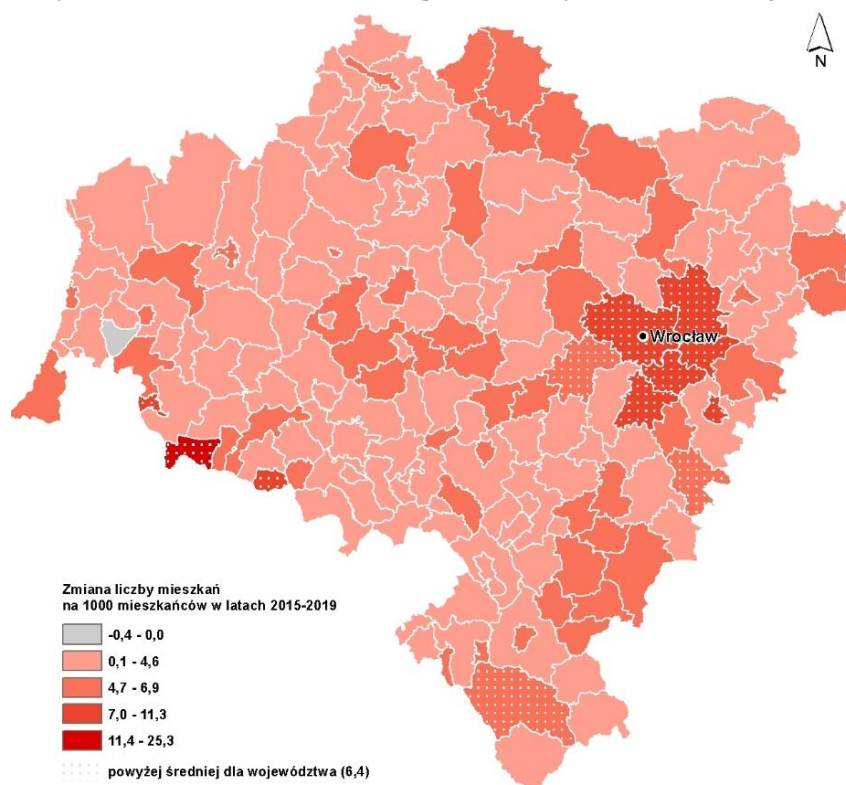 N
Wrocław
Zmiana liczby mieszkań
na 1000 mieszkańców w latach 2015-2019
-0,4 - 0,0
0,1 - 4,6
4,7 - 6,9
7,0 - 11,3
11,4 - 25,3
powyżej średniej dla województwa (6,4)